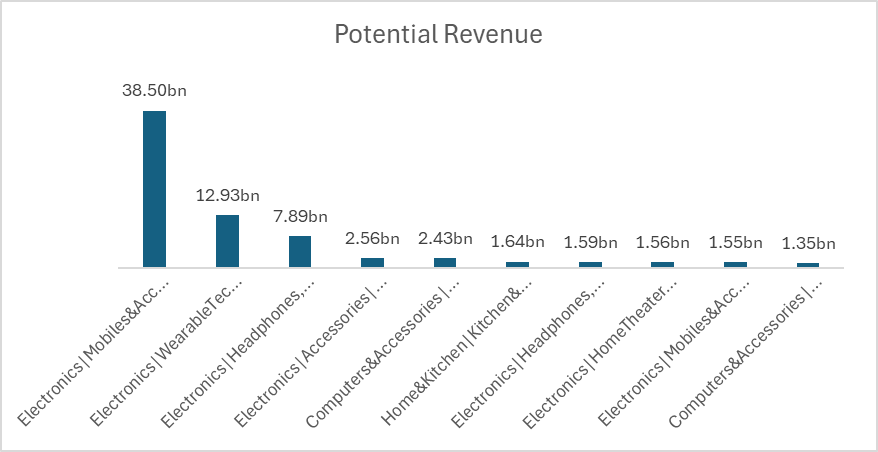 Potential Revenue
38.50bn
12.93bn
7.89bn
2.56bn
2.43bn
1.64bn
1.59bn
1.56bn
1.55bn
1.35bn
Electronics|Mobiles&Acc...
Electronics|WearableTec...
Electronics|Headphones,...
Electronics|Accessories|...
Computers&Accessories|...
Home&Kitchen|Kitchen&...
Electronics|Headphones,...
Electronics|HomeTheater...
Electronics|Mobiles&Acc...
Computers&Accessories|...